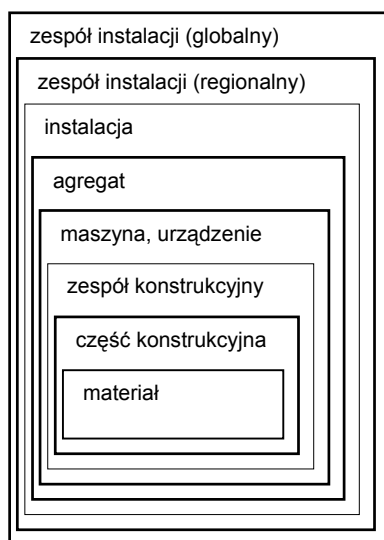 zespół instalacji (globalny)
zespół instalacji (regionalny)
instalacja
agregat
maszyna, urządzenie
zespół konstrukcyjny
część konstrukcyjna
materiał